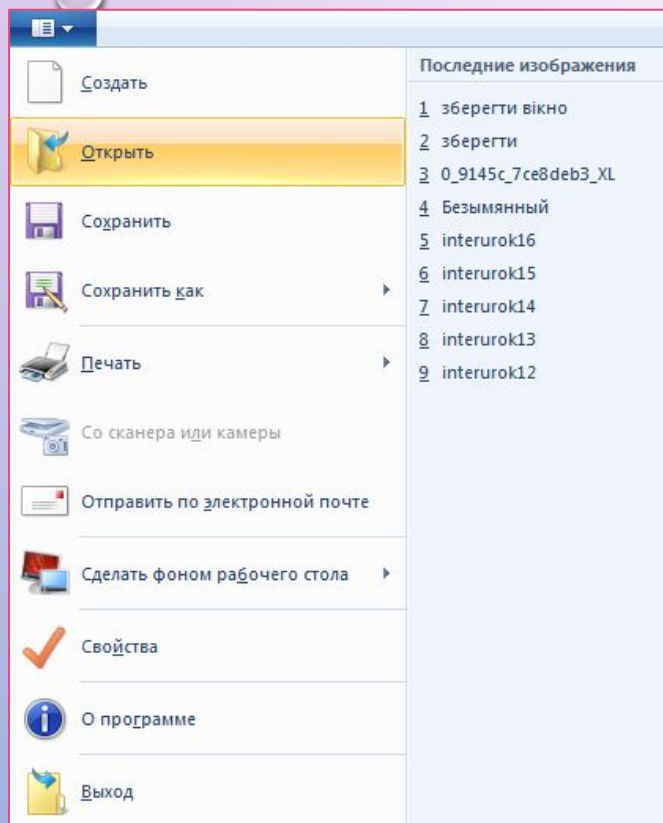 Создать
Открыть
Сохранить
Сохранить как
Печать
Со сканера или камеры
Отправить по электронной почте
Сделать фоном рабочего стола
Свойства
О программе
Выход
Последние изображения
1 зберегти вікно
2 зберегти
3 0_9145c_7ce8deb3_XL
4 Безымянный
5 interurok16
6 interurok15
7 interurok14
8 interurok13
9 interurok12